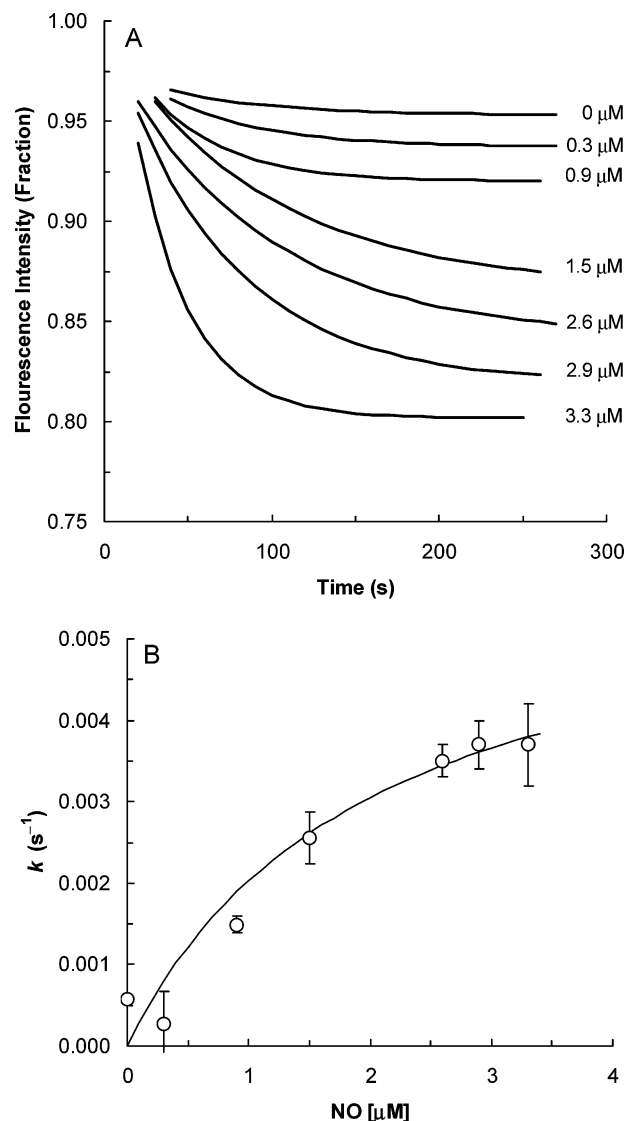 A
1.00
0.95
0.90
0.85
0.80
0.75
Flourescence Intensity (Fraction)
0 μM
0.3 μM
0.9 μM
1.5 μM
2.6 μM
2.9 μM
3.3 μM
0 100 200 300
Time (s)
B
0.005
0.004
0.003
0.002
0.001
0.000
k (s⁻¹)
0 1 2 3 4
NO [μM]